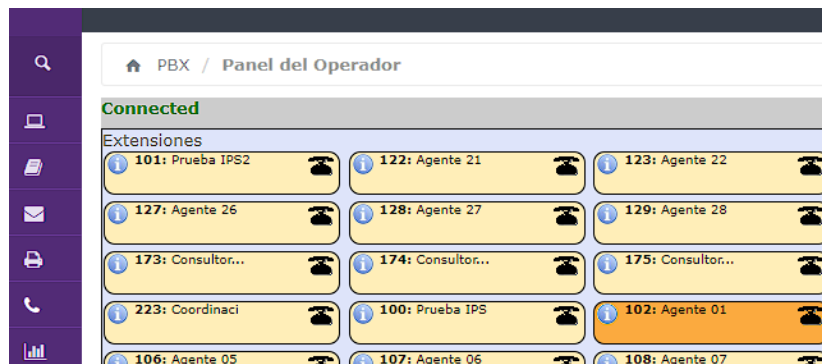 PBX / Panel del Operador
Connected
Extensiones
101: Prueba IPS2 122: Agente 21 123: Agente 22
127: Agente 26 128: Agente 27 129: Agente 28
173: Consultor... 174: Consultor... 175: Consultor...
223: Coordinaci 100: Prueba IPS 102: Agente 01
106: Agente 05 107: Agente 06 108: Agente 07